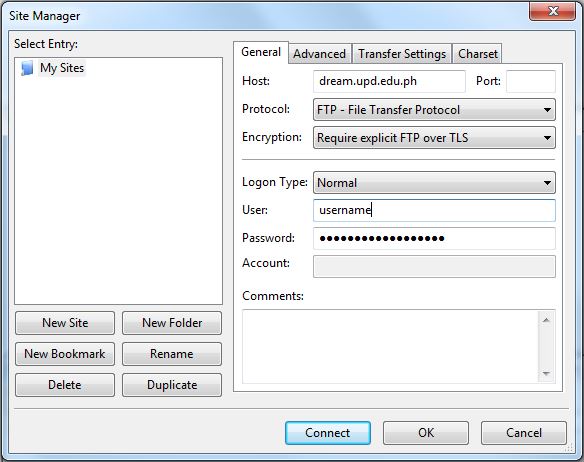 Site Manager
Select Entry:
My Sites
New Site New Folder
New Bookmark Rename
Delete Duplicate
General Advanced Transfer Settings Charset
Host: dream.upd.edu.ph Port:
Protocol: FTP - File Transfer Protocol
Encryption: Require explicit FTP over TLS
Logon Type: Normal
User: username
Password: ●●●●●●●●●●●●●●●●●●
Account:
Comments:
Connect OK Cancel